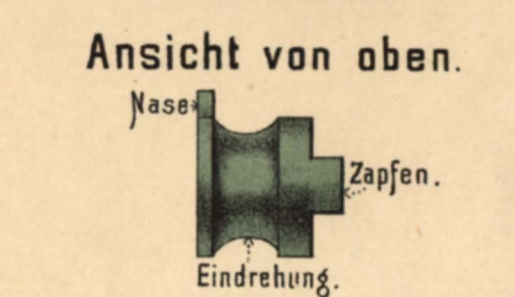 Ansicht von oben.
Nase
Zapfen.
Eindrehung.